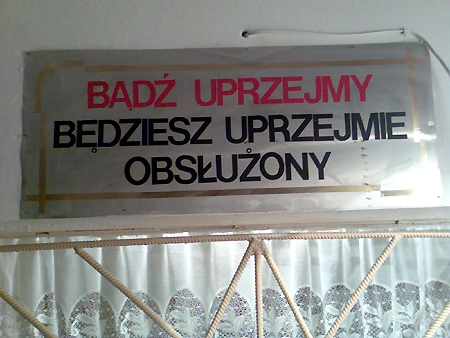 BĄDŹ UPRZEJMY
BĘDZIESZ UPRZEJMIE
OBSŁUŻONY